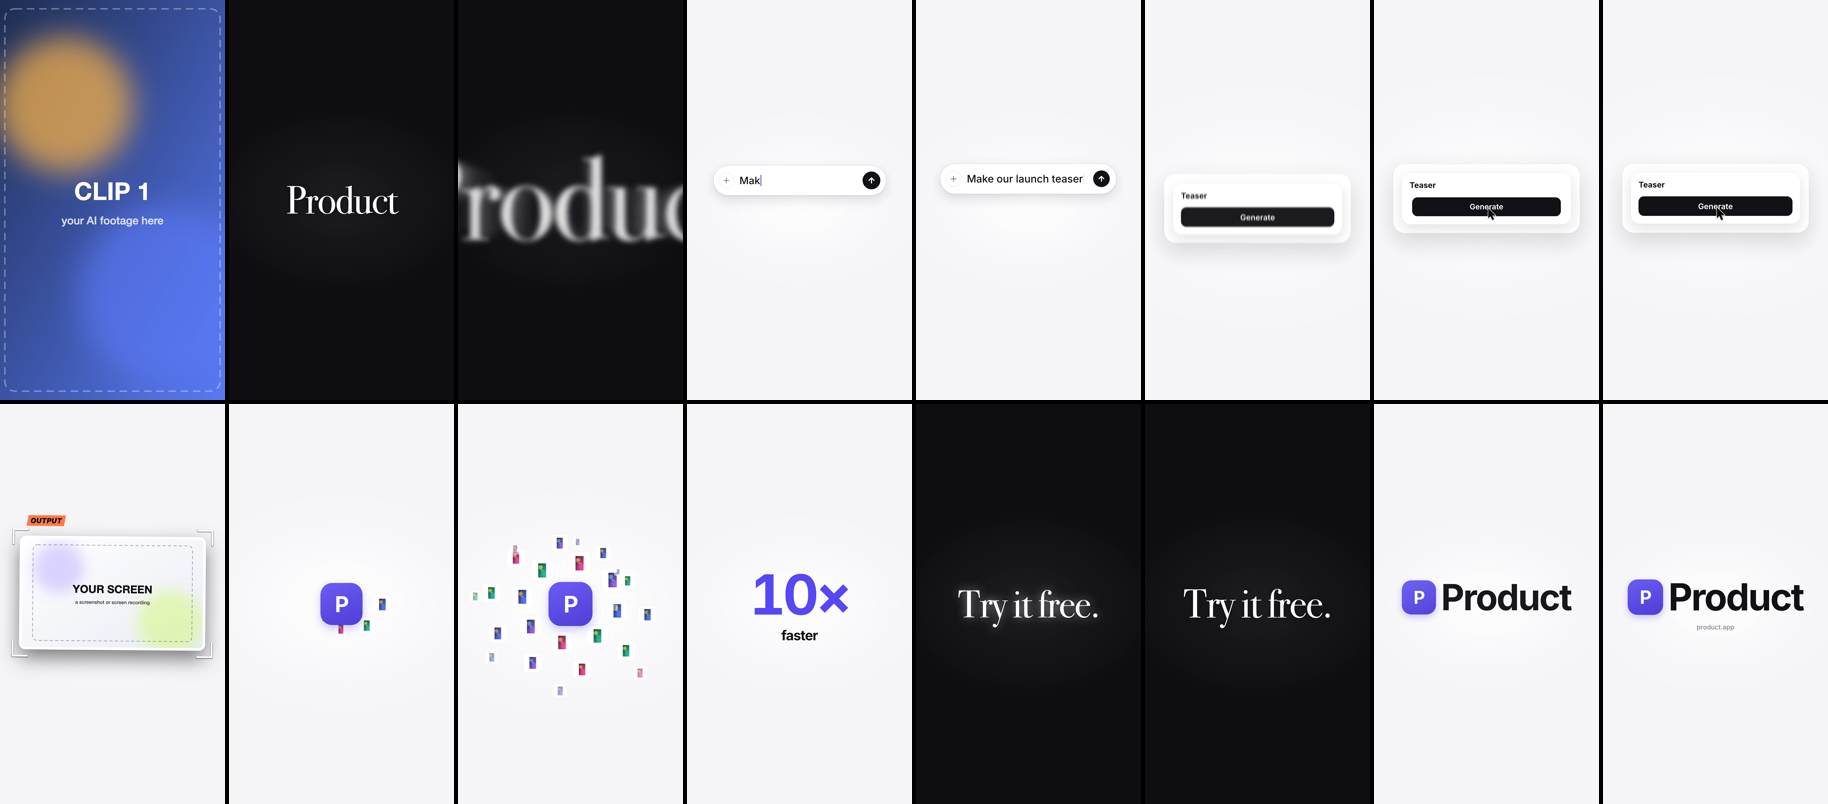 CLIP 1
your AI footage here
Product
Produc
Mak
Make our launch teaser
Teaser
Generate
Teaser
Generate
Teaser
Generate
OUTPUT
YOUR SCREEN
a screenshot or screen recording
P
P
10×
faster
Try it free.
Try it free.
P Product
P Product
product.app